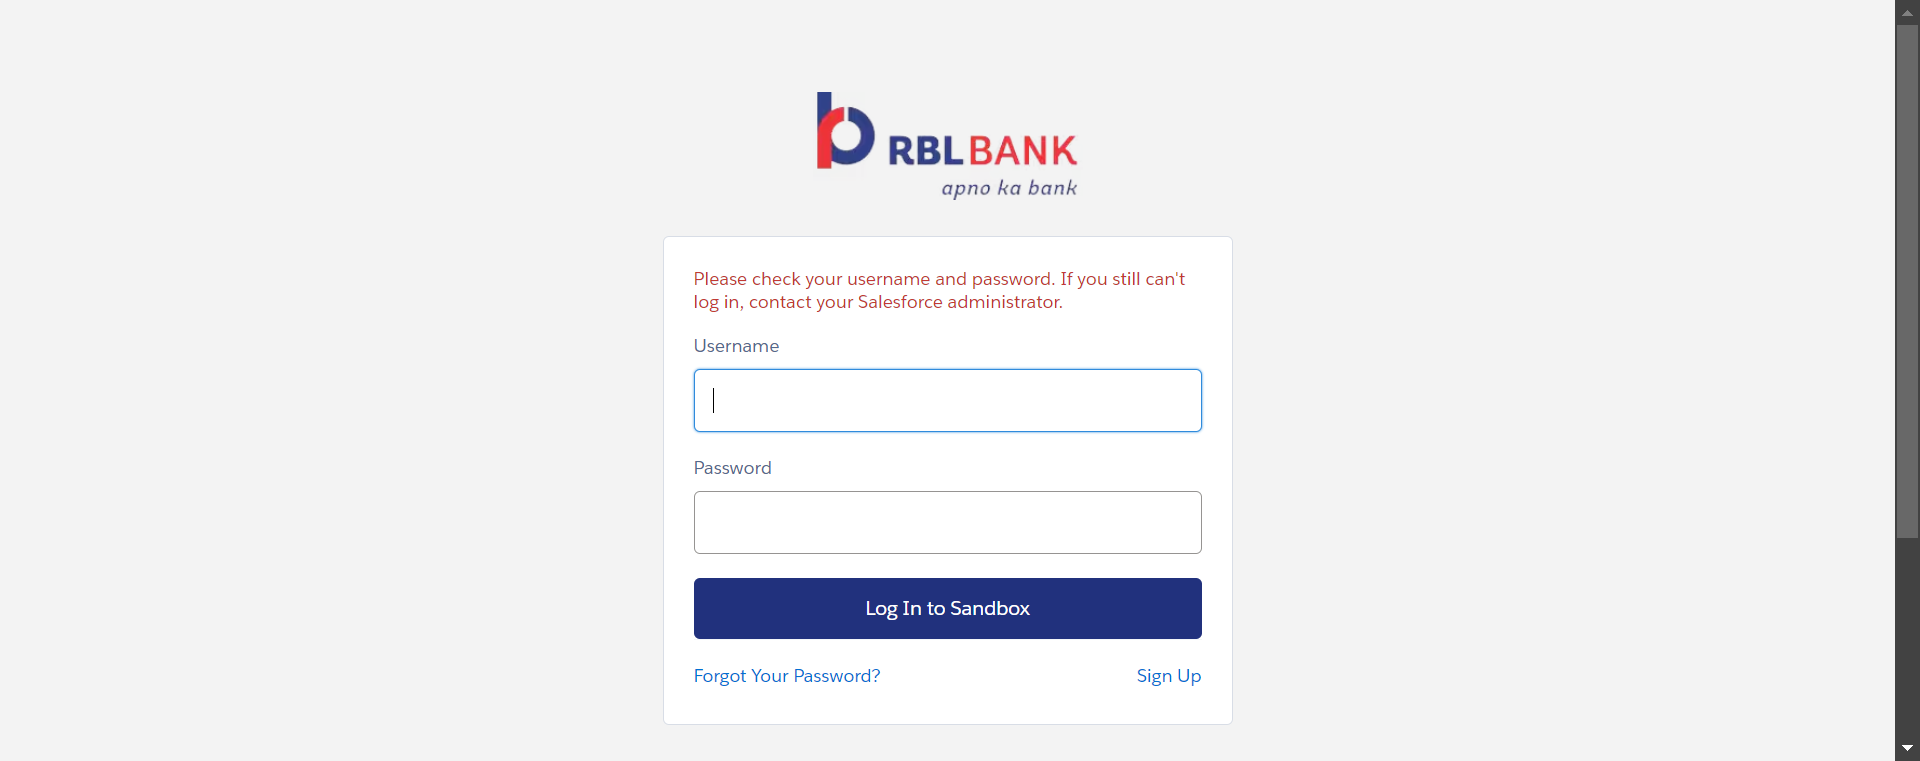 RBLBANK
apno ka bank
Please check your username and password. If you still can't
log in, contact your Salesforce administrator.
Username
Password
Log In to Sandbox
Forgot Your Password? Sign Up